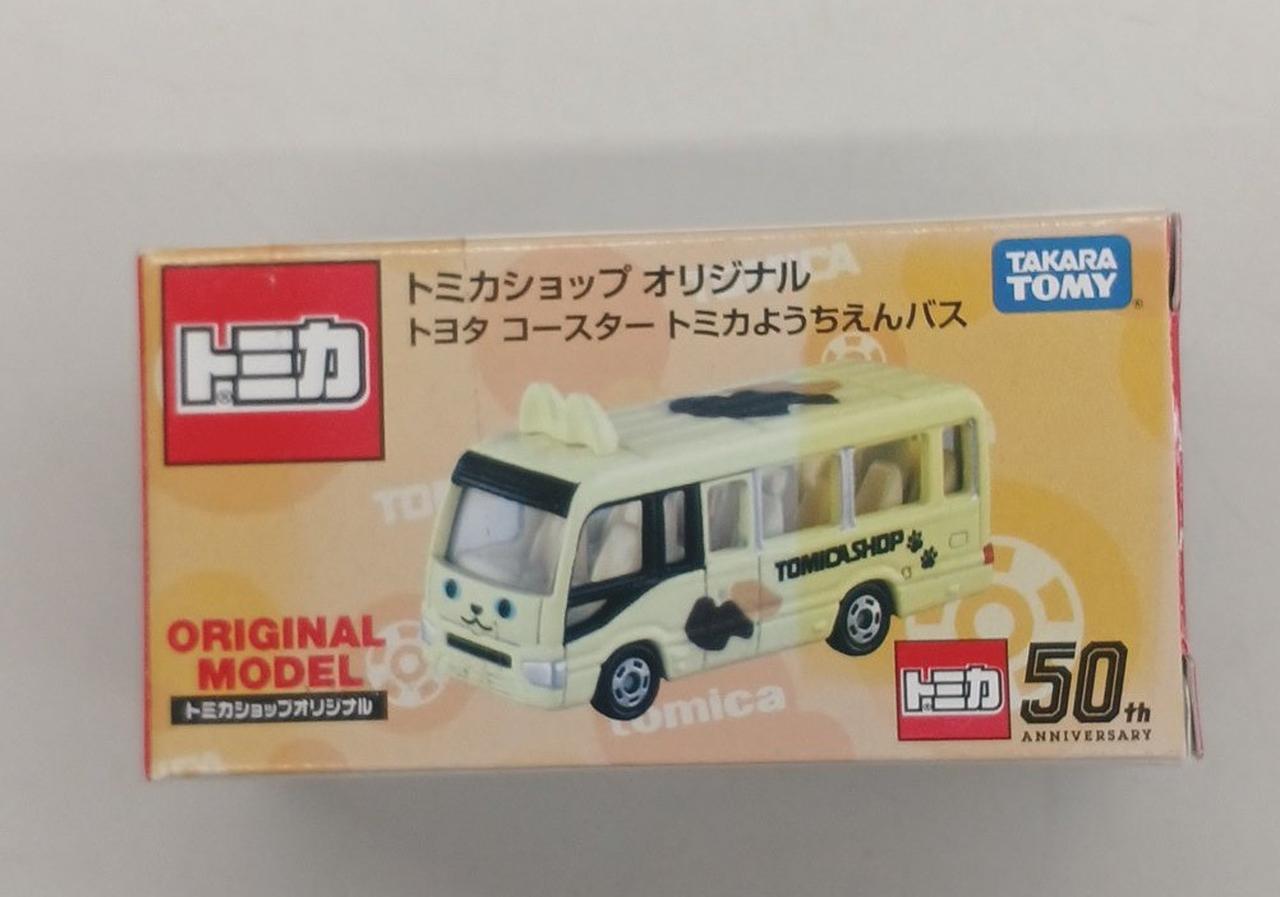 トミカ
トミカショップ オリジナル
トヨタ コースター トミカようちえんバス
TAKARA
TOMY
TOMICASHOP
ORIGINAL
MODEL
トミカショップオリジナル
tomica
トミカ
50th
ANNIVERSARY